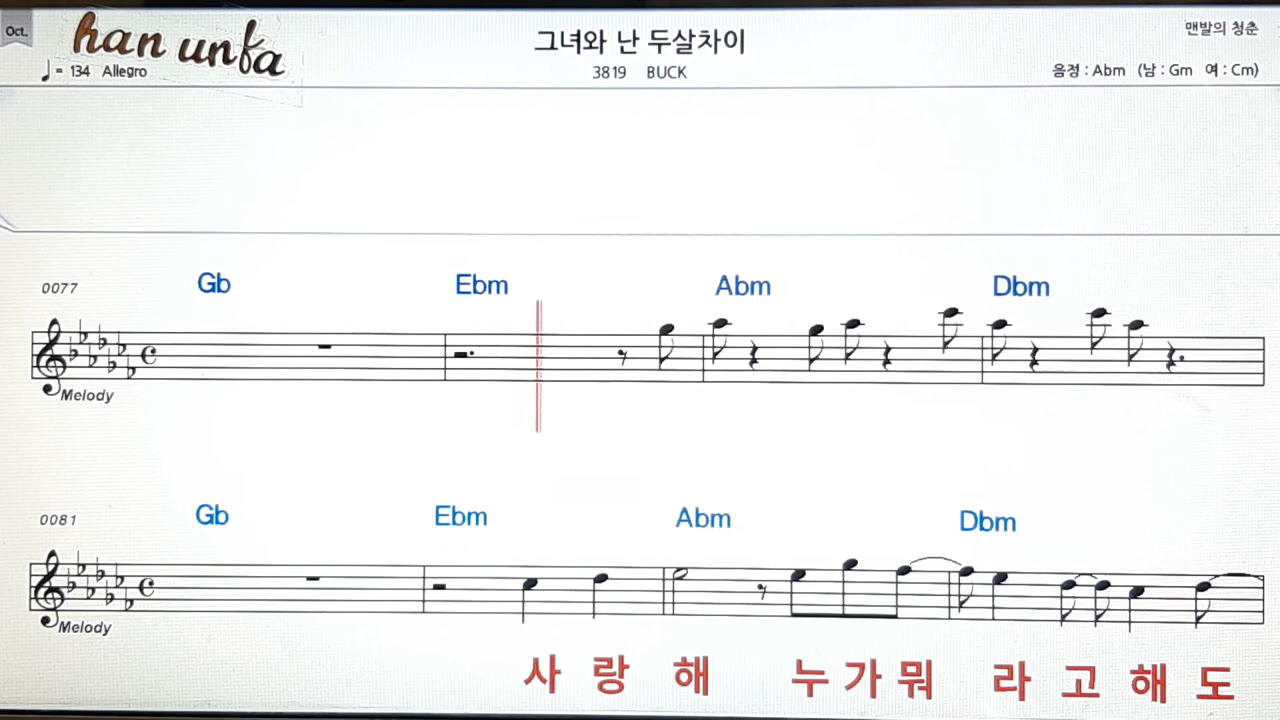 Oct.
han unfa
그녀와 난 두살차이
맨발의 청춘
♩ = 134 Allegro
3819 BUCK
음정 : Abm (남 : Gm 여 : Cm)
0077 Gb Ebm Abm Dbm
Melody
0081 Gb Ebm Abm Dbm
Melody
사 랑 해 누 가 뭐 라 고 해 도